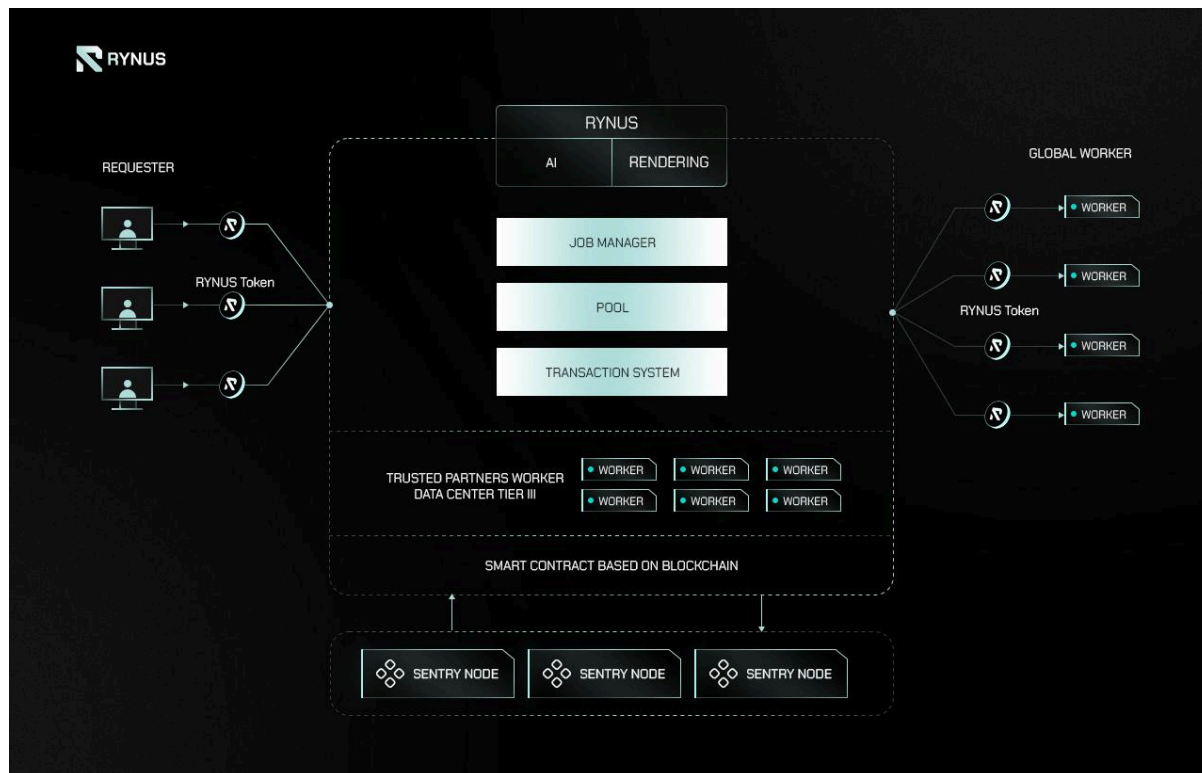 RYNUS
RYNUS
AI
RENDERING
REQUESTER
GLOBAL WORKER
WORKER
JOB MANAGER
WORKER
RYNUS Token
POOL
RYNUS Token
WORKER
TRANSACTION SYSTEM
WORKER
TRUSTED PARTNERS WORKER
DATA CENTER TIER III
WORKER
WORKER
WORKER
WORKER
WORKER
WORKER
SMART CONTRACT BASED ON BLOCKCHAIN
SENTRY NODE
SENTRY NODE
SENTRY NODE